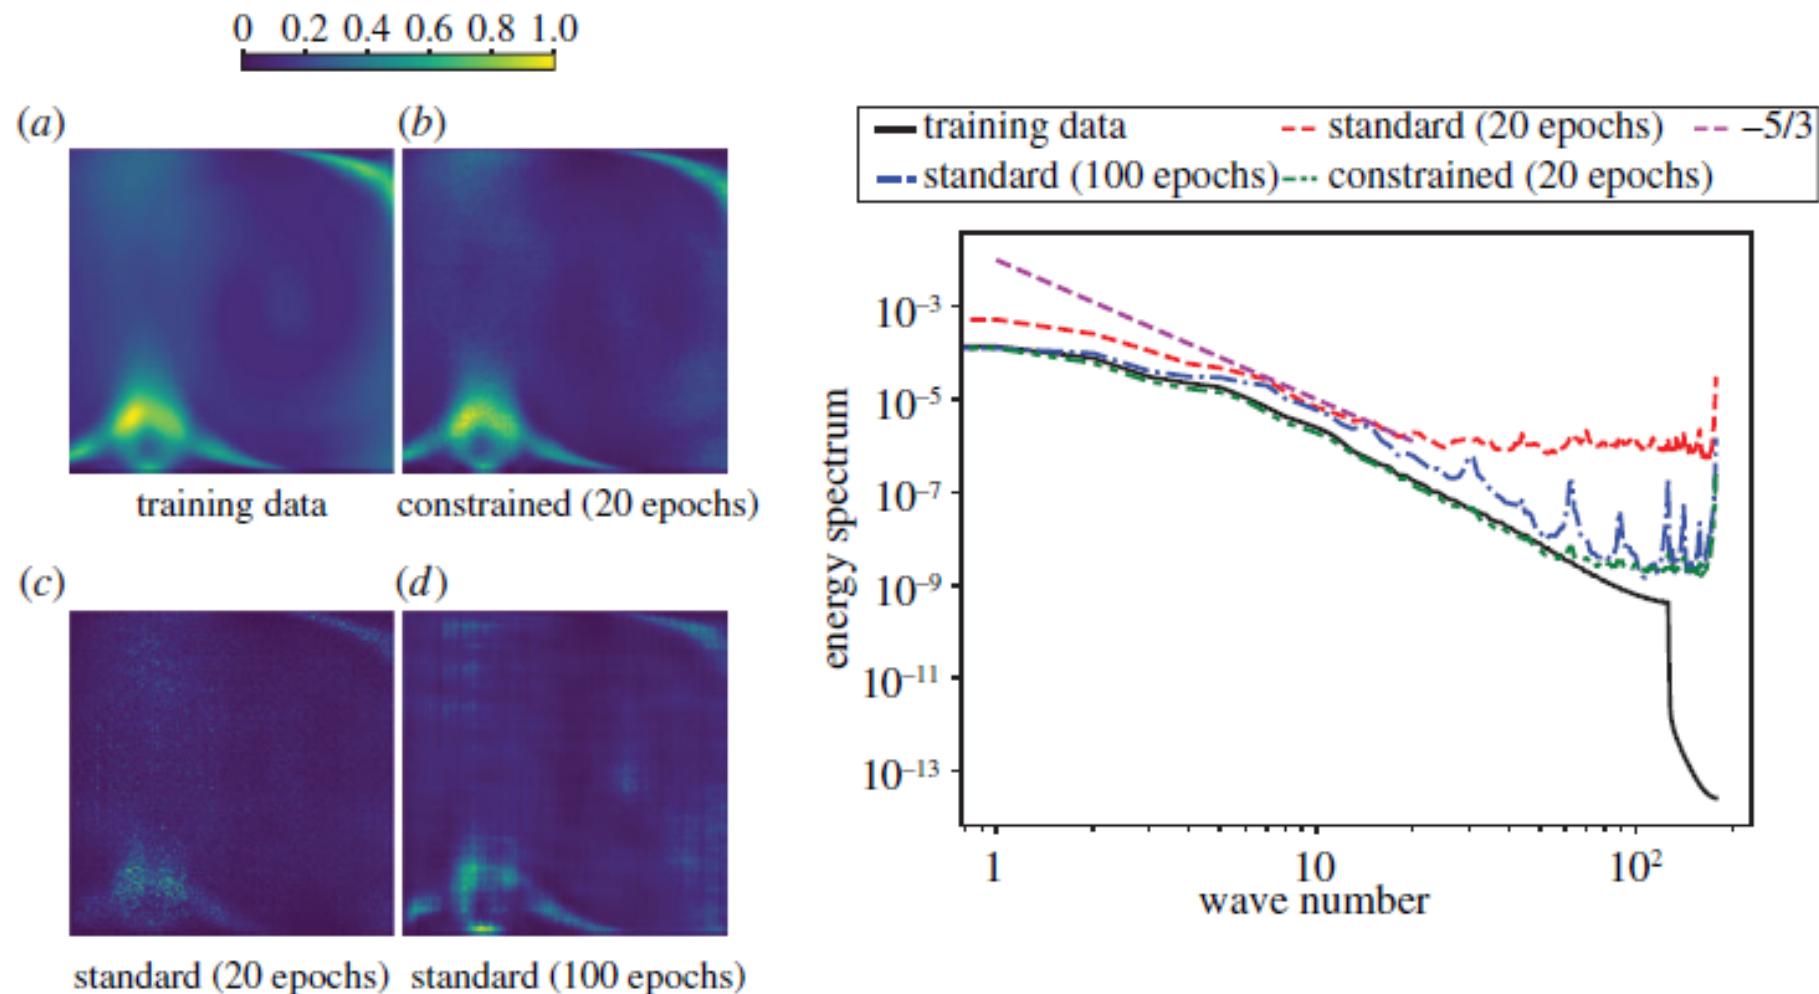 0 0.2 0.4 0.6 0.8 1.0
(a) (b)
training data constrained (20 epochs)
(c) (d)
standard (20 epochs) standard (100 epochs)
training data standard (20 epochs) –5/3
standard (100 epochs) constrained (20 epochs)
energy spectrum
10–3
10–5
10–7
10–9
10–11
10–13
1 10 102
wave number